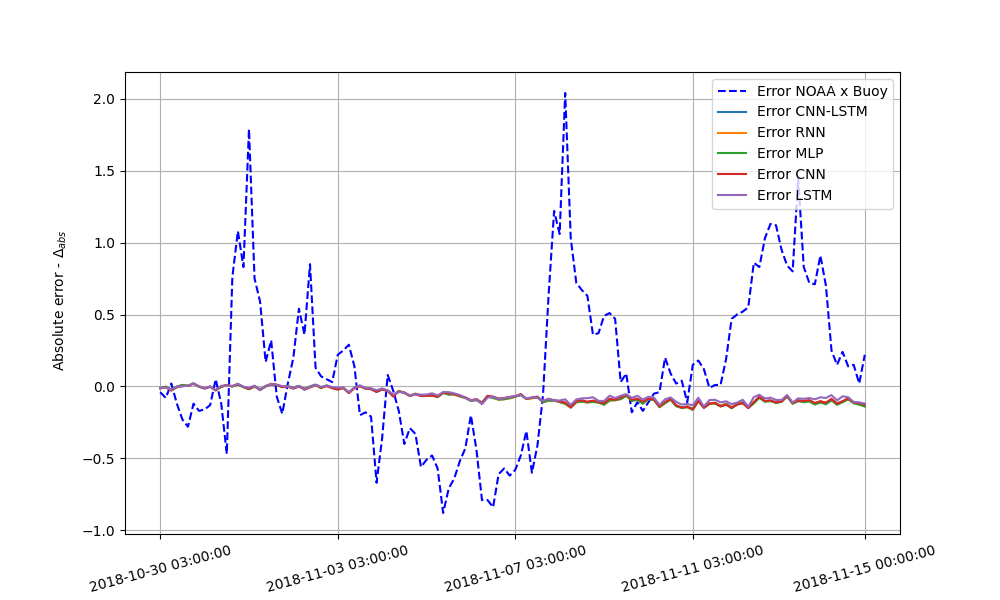 Error NOAA x Buoy
Error CNN-LSTM
Error RNN
Error MLP
Error CNN
Error LSTM
Absolute error - Δabs
2.0
1.5
1.0
0.5
0.0
−0.5
−1.0
2018-10-30 03:00:00
2018-11-03 03:00:00
2018-11-07 03:00:00
2018-11-11 03:00:00
2018-11-15 00:00:00